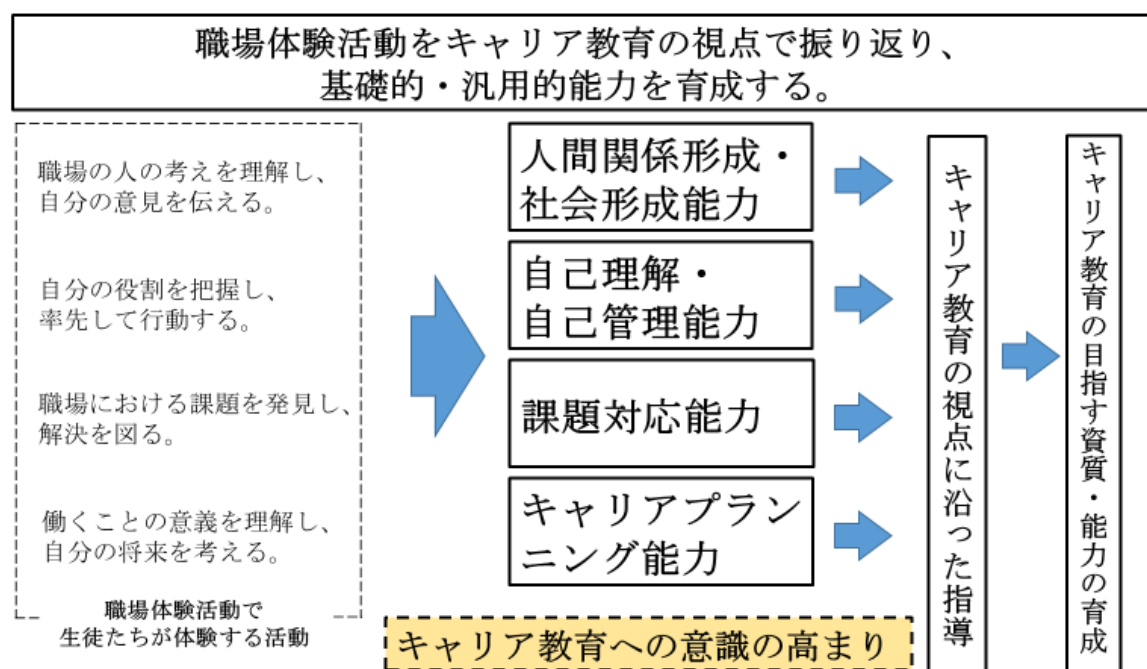 職場体験活動をキャリア教育の視点で振り返り、
基礎的・汎用的能力を育成する。
職場の人の考えを理解し、
自分の意見を伝える。
自分の役割を把握し、
率先して行動する。
職場における課題を発見し、
解決を図る。
働くことの意義を理解し、
自分の将来を考える。
職場体験活動で
生徒たちが体験する活動
人間関係形成・
社会形成能力
自己理解・
自己管理能力
課題対応能力
キャリアプラン
ニング能力
キャリア教育への意識の高まり
キャリア教育の視点に沿った指導
キャリア教育の目指す資質・能力の育成